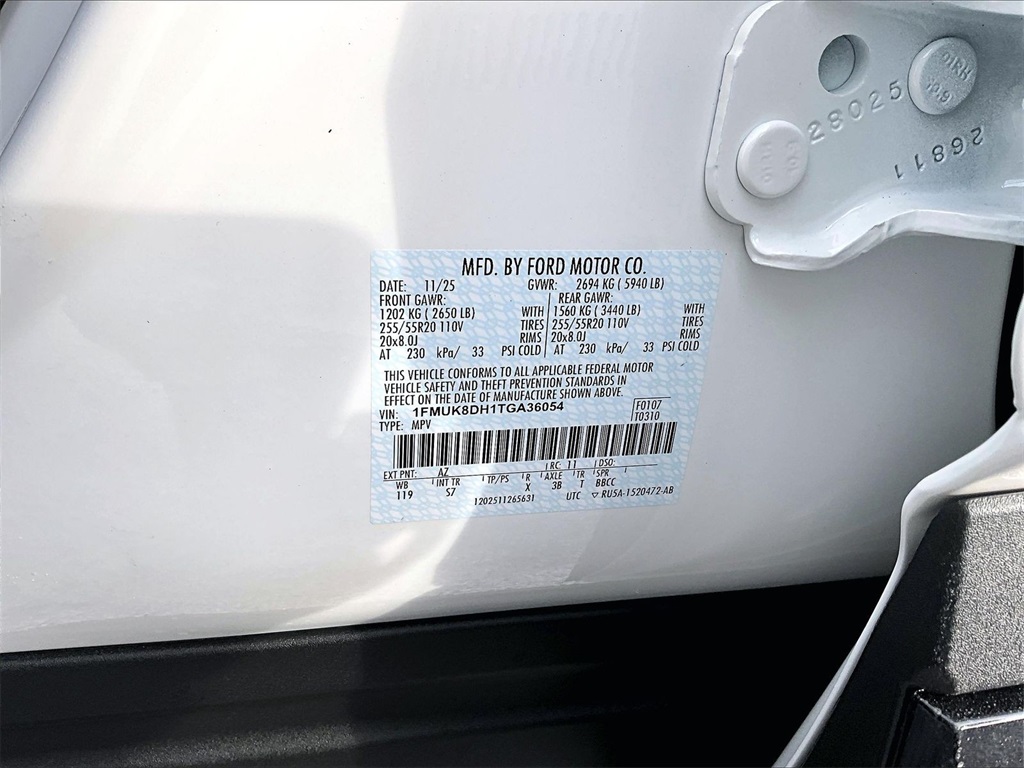 28025
26811
MFD. BY FORD MOTOR CO.
DATE: 11/25 GVWR: 2694 KG ( 5940 LB)
FRONT GAWR: REAR GAWR:
1202 KG ( 2650 LB) WITH 1560 KG ( 3440 LB) WITH
255/55R20 110V TIRES 255/55R20 110V TIRES
20x8.0J RIMS 20x8.0J RIMS
AT 230 kPa/ 33 PSI COLD AT 230 kPa/ 33 PSI COLD
THIS VEHICLE CONFORMS TO ALL APPLICABLE FEDERAL MOTOR
VEHICLE SAFETY AND THEFT PREVENTION STANDARDS IN
EFFECT ON THE DATE OF MANUFACTURE SHOWN ABOVE.
VIN: 1FMUK8DH1TGA36054 F0107
TYPE: MPV T0310
EXT PNT: AZ RC: 11 DSO:
WB INT TR TP/PS R AXLE TR SPR
119 S7 X 3B T BBCC
1202511265631 UTC ▽ RU5A-1520472-AB